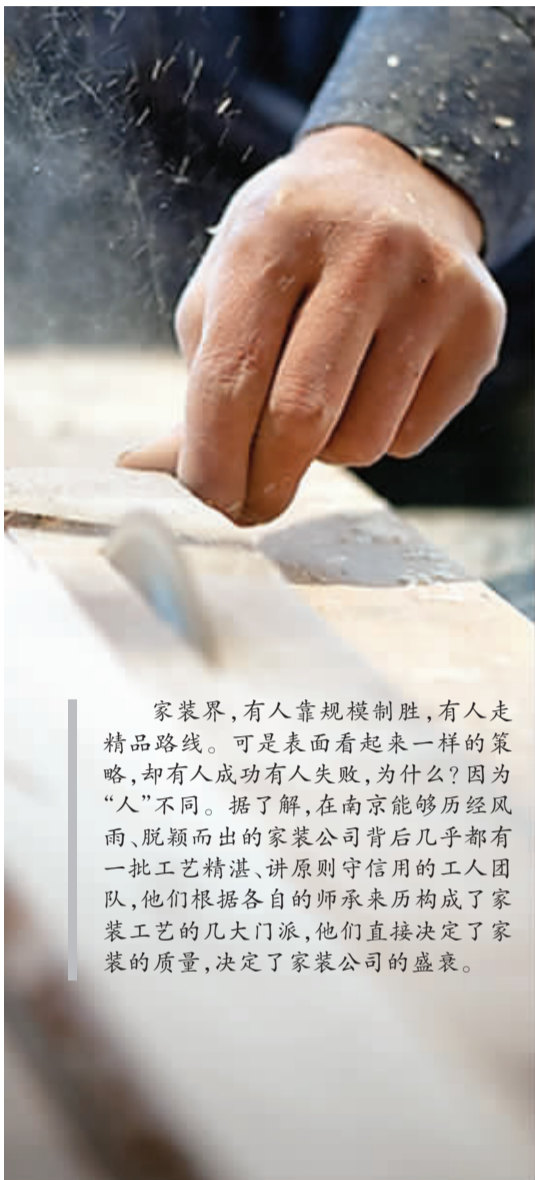 家装界,有人靠规模制胜,有人走
精品路线。可是表面看起来一样的策
略,却有人成功有人失败,为什么?因为
“人”不同。据了解,在南京能够历经风
雨、脱颖而出的家装公司背后几乎都有
一批工艺精湛、讲原则守信用的工人团
队,他们根据各自的师承来历构成了家
装工艺的几大门派,他们直接决定了家
装的质量,决定了家装公司的盛衰。